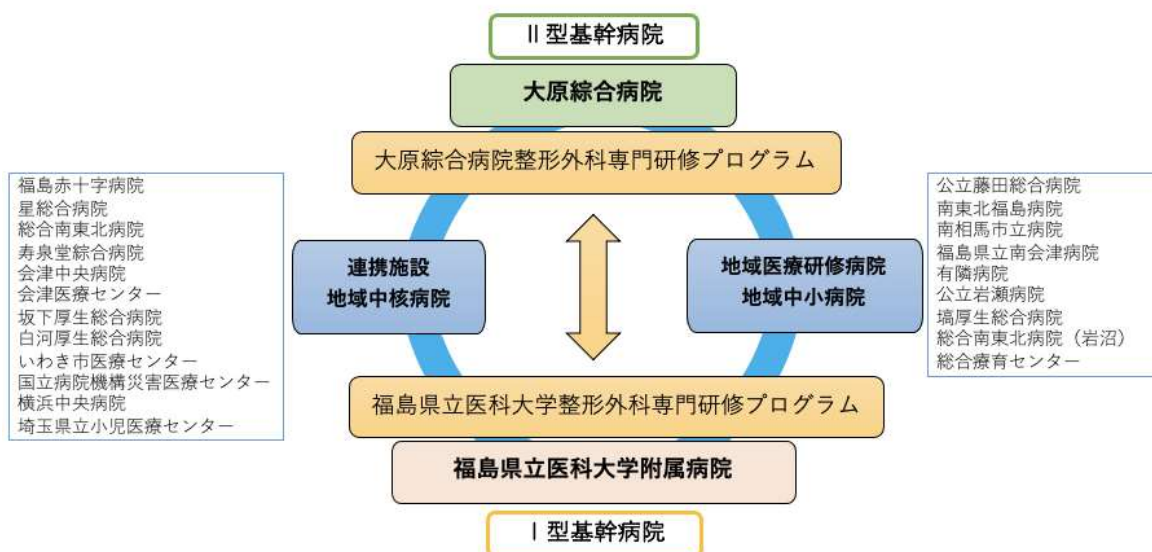 Ⅱ型基幹病院
大原綜合病院
大原綜合病院整形外科専門研修プログラム
福島赤十字病院
星総合病院
総合南東北病院
寿泉堂綜合病院
会津中央病院
会津医療センター
坂下厚生総合病院
白河厚生総合病院
いわき市医療センター
国立病院機構災害医療センター
横浜中央病院
埼玉県立小児医療センター
連携施設
地域中核病院
地域医療研修病院
地域中小病院
公立藤田総合病院
南東北福島病院
南相馬市立病院
福島県立南会津病院
有隣病院
公立岩瀬病院
塙厚生総合病院
総合南東北病院（岩沼）
総合療育センター
福島県立医科大学整形外科専門研修プログラム
福島県立医科大学附属病院
Ⅰ型基幹病院